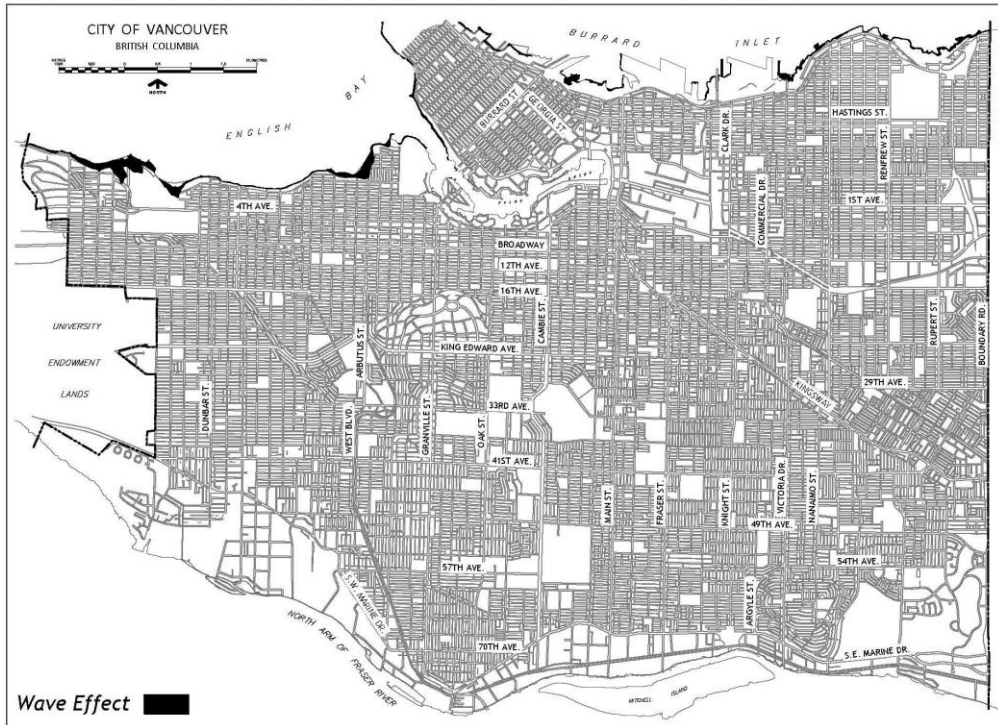 CITY OF VANCOUVER
BRITISH COLUMBIA
NORTH
BURRARD INLET
ENGLISH BAY
BURRARD ST.
GEORGIA ST.
FALSE CREEK
CLARK DR.
HASTINGS ST.
RENFREW ST.
COMMERCIAL DR.
4TH AVE.
1ST AVE.
BROADWAY
12TH AVE.
16TH AVE.
CAMBIE ST.
UNIVERSITY
ENDOWMENT
LANDS
ARBUTUS ST.
KING EDWARD AVE.
RUPERT ST.
BOUNDARY RD.
DUNBAR ST.
WEST BLVD.
GRANVILLE ST.
OAK ST.
33RD AVE.
KINGSWAY
29TH AVE.
41ST AVE.
MAIN ST.
FRASER ST.
KNIGHT ST.
VICTORIA DR.
NANAIMO ST.
49TH AVE.
57TH AVE.
54TH AVE.
S.W. MARINE DR.
ARGYLE ST.
NORTH ARM OF FRASER RIVER
70TH AVE.
S.E. MARINE DR.
MITCHELL ISLAND
Wave Effect